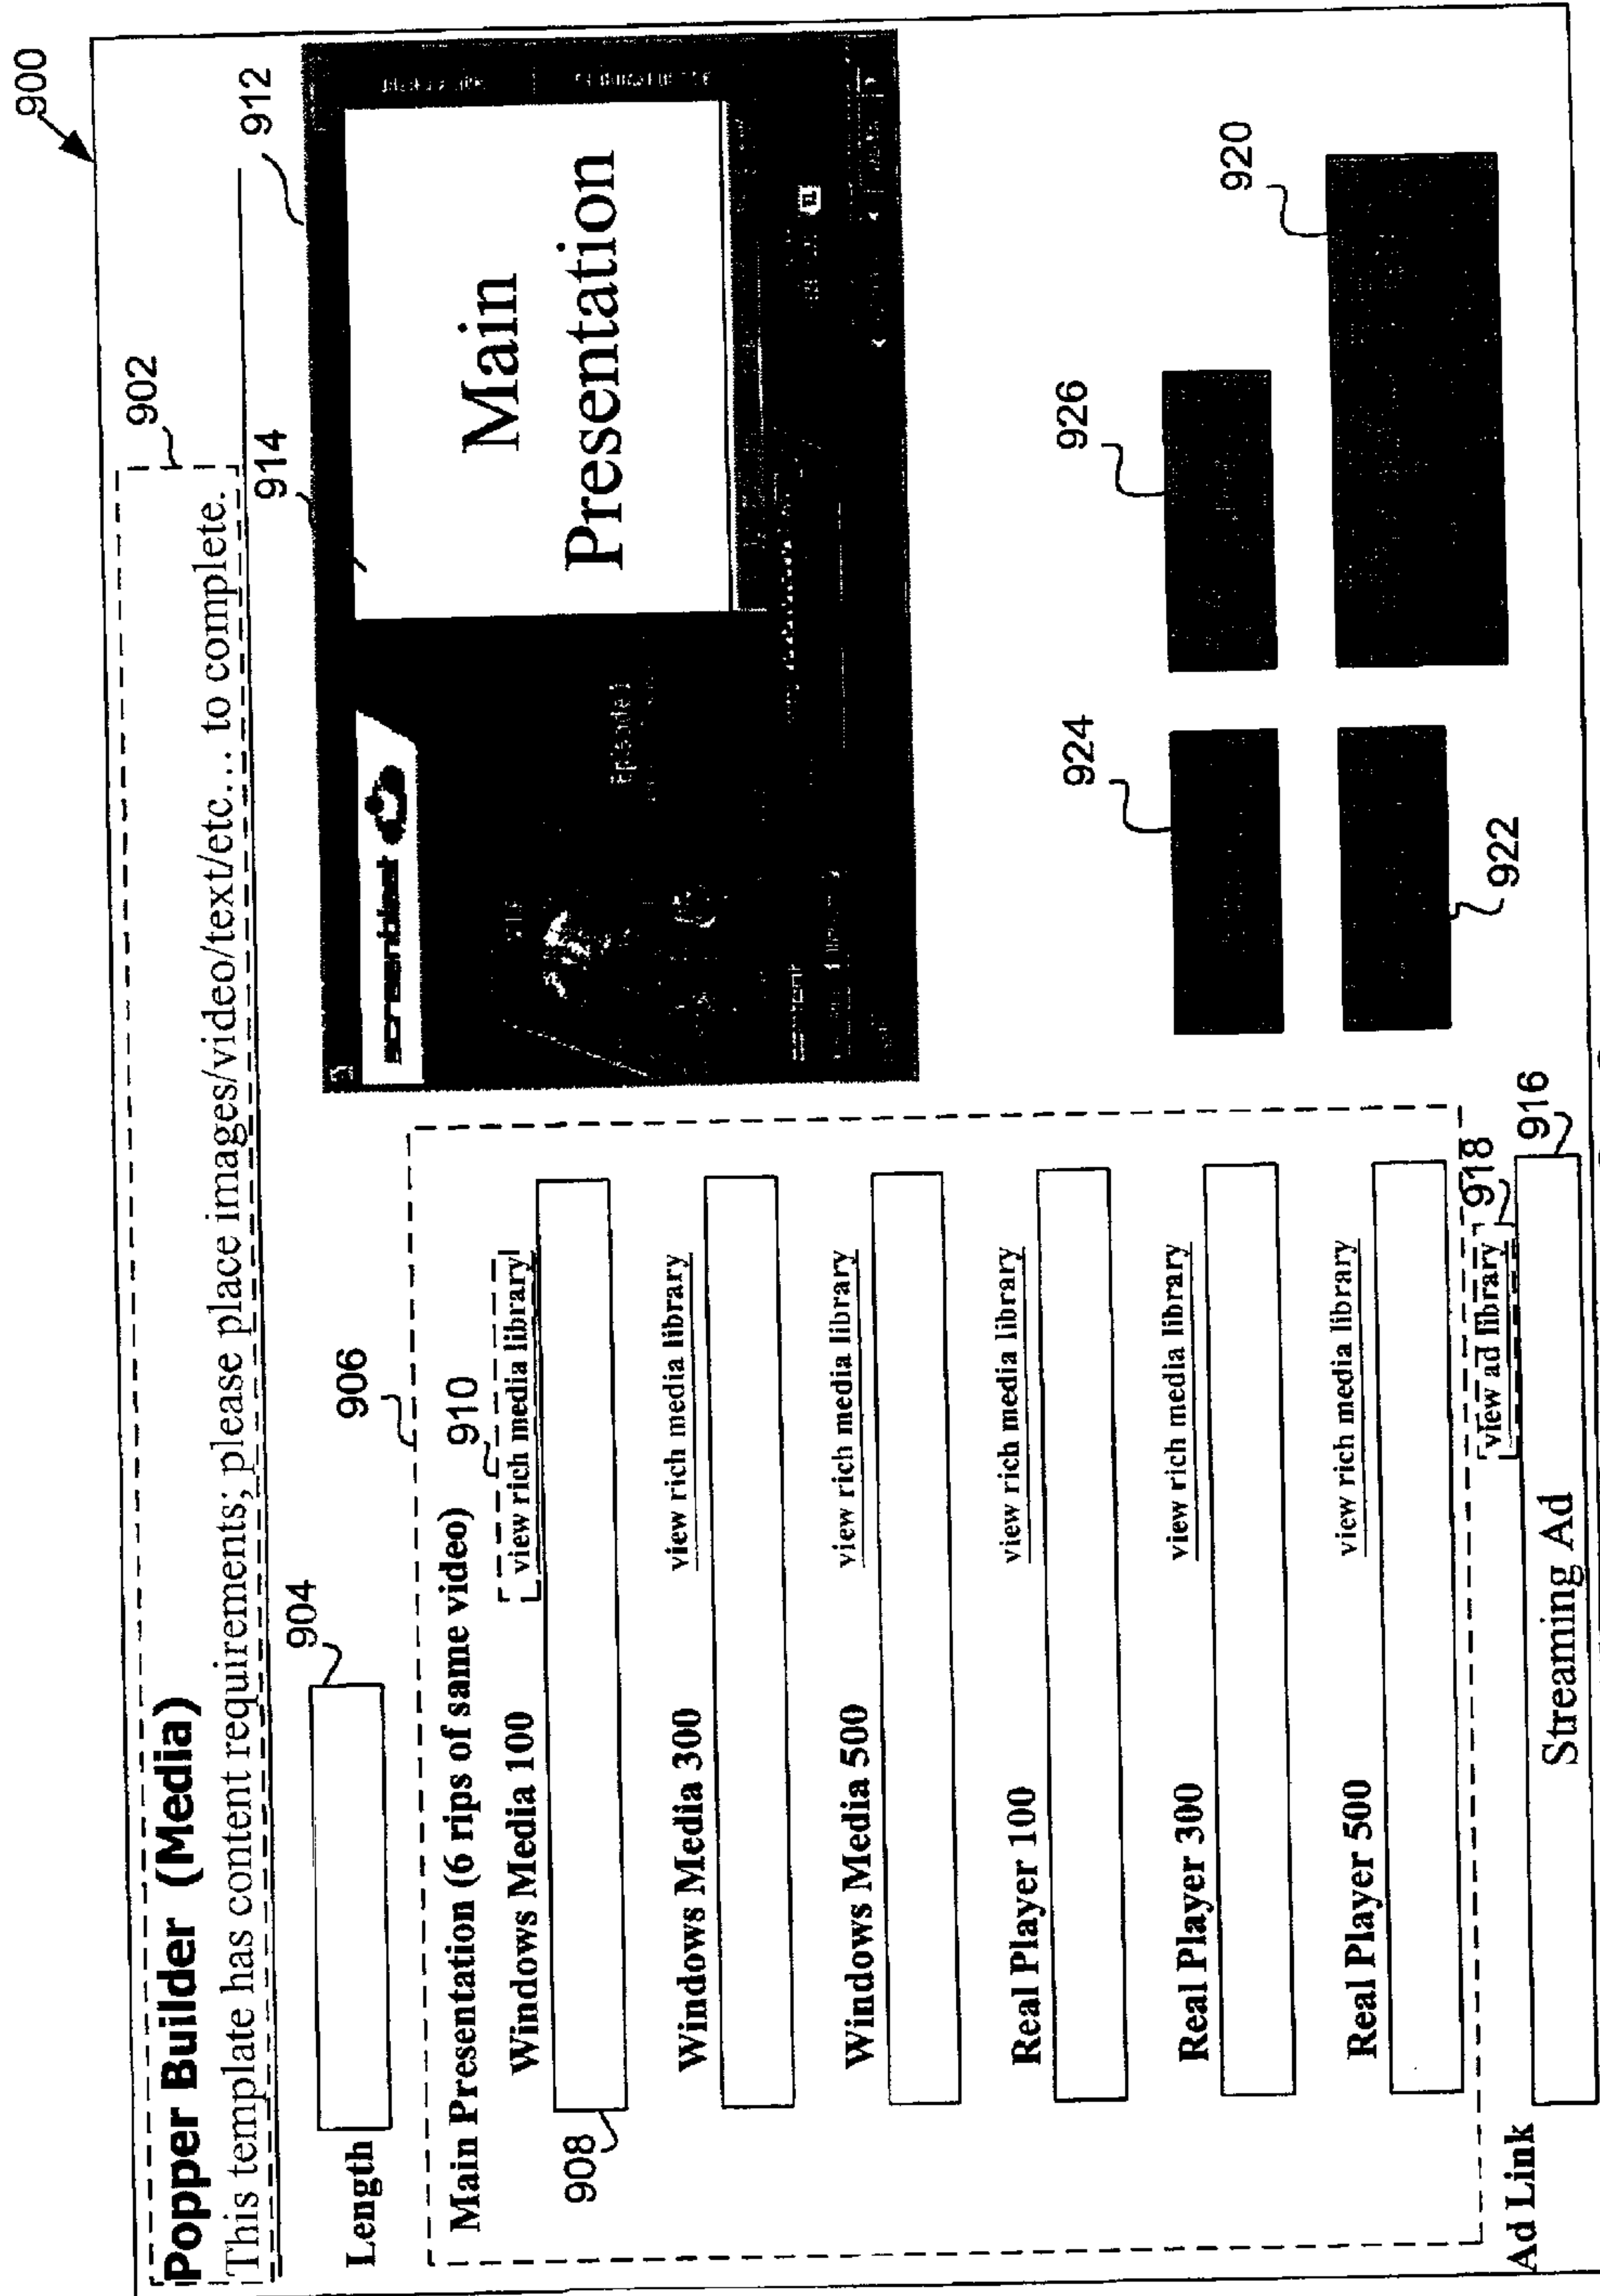 900
902
Popper Builder (Media)
This template has content requirements; please place images/video/text/etc... to complete.
904
Length
906
Main Presentation (6 rips of same video)
910
Windows Media 100 view rich media library
908
Windows Media 300 view rich media library
Windows Media 500 view rich media library
Real Player 100 view rich media library
Real Player 300 view rich media library
Real Player 500 view rich media library
918
Ad Link view ad library
916
Streaming Ad
914
912
screenblast
Episode 1
Main
Presentation
924
926
922
920